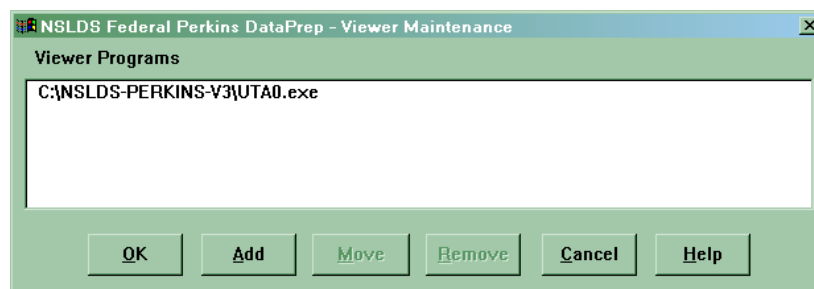 NSLDS Federal Perkins DataPrep - Viewer Maintenance
Viewer Programs
C:\NSLDS-PERKINS-V3\UTA0.exe
OK Add Move Remove Cancel Help